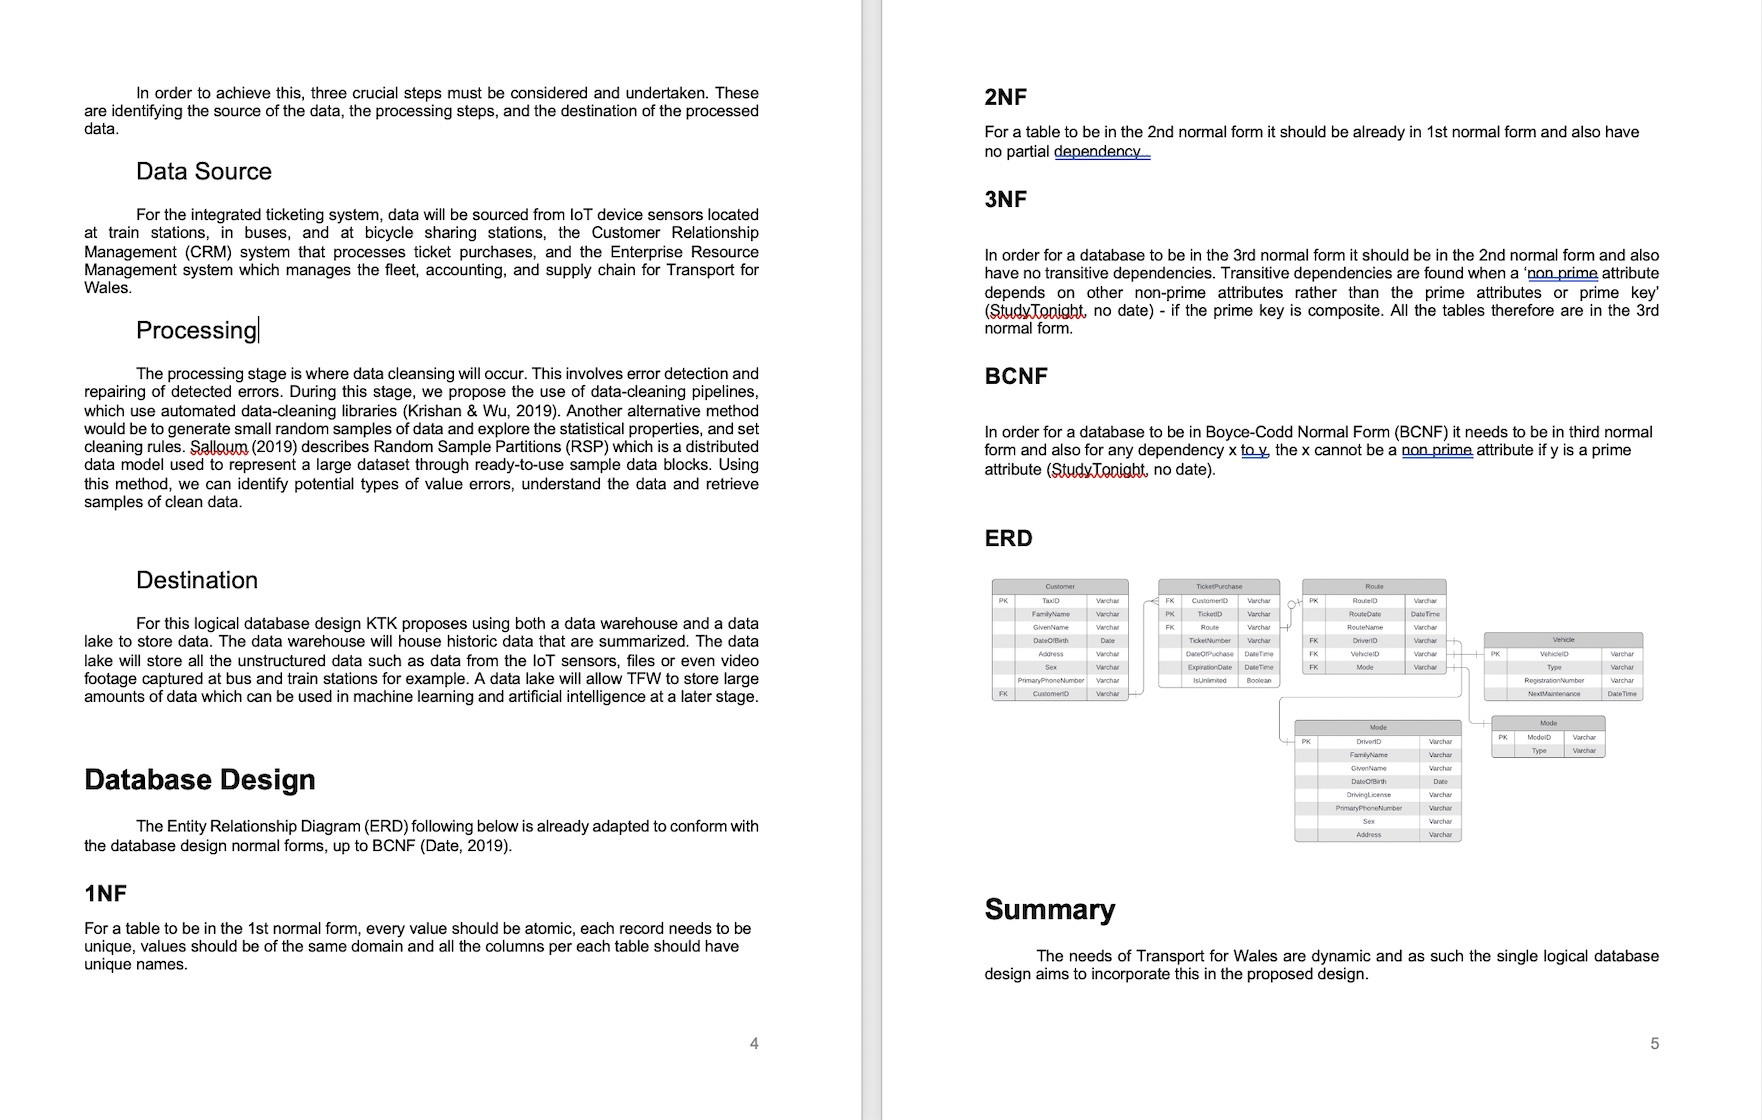 In order to achieve this, three crucial steps must be considered and undertaken. These
are identifying the source of the data, the processing steps, and the destination of the processed
data.
Data Source
For the integrated ticketing system, data will be sourced from IoT device sensors located
at train stations, in buses, and at bicycle sharing stations, the Customer Relationship
Management (CRM) system that processes ticket purchases, and the Enterprise Resource
Management system which manages the fleet, accounting, and supply chain for Transport for
Wales.
Processing
The processing stage is where data cleansing will occur. This involves error detection and
repairing of detected errors. During this stage, we propose the use of data-cleaning pipelines,
which use automated data-cleaning libraries (Krishan & Wu, 2019). Another alternative method
would be to generate small random samples of data and explore the statistical properties, and set
cleaning rules. Salloum (2019) describes Random Sample Partitions (RSP) which is a distributed
data model used to represent a large dataset through ready-to-use sample data blocks. Using
this method, we can identify potential types of value errors, understand the data and retrieve
samples of clean data.
Destination
For this logical database design KTK proposes using both a data warehouse and a data
lake to store data. The data warehouse will house historic data that are summarized. The data
lake will store all the unstructured data such as data from the IoT sensors, files or even video
footage captured at bus and train stations for example. A data lake will allow TFW to store large
amounts of data which can be used in machine learning and artificial intelligence at a later stage.
Database Design
The Entity Relationship Diagram (ERD) following below is already adapted to conform with
the database design normal forms, up to BCNF (Date, 2019).
1NF
For a table to be in the 1st normal form, every value should be atomic, each record needs to be
unique, values should be of the same domain and all the columns per each table should have
unique names.
4
2NF
For a table to be in the 2nd normal form it should be already in 1st normal form and also have
no partial dependency
3NF
In order for a database to be in the 3rd normal form it should be in the 2nd normal form and also
have no transitive dependencies. Transitive dependencies are found when a ‘non prime attribute
depends on other non-prime attributes rather than the prime attributes or prime key’
(StudyTonight, no date) - if the prime key is composite. All the tables therefore are in the 3rd
normal form.
BCNF
In order for a database to be in Boyce-Codd Normal Form (BCNF) it needs to be in third normal
form and also for any dependency x to y, the x cannot be a non prime attribute if y is a prime
attribute (StudyTonight, no date).
ERD
Customer
PK TaxID Varchar
FamilyName Varchar
GivenName Varchar
DateOfBirth Date
Address Varchar
Sex Varchar
PrimaryPhoneNumber Varchar
FK CustomerID Varchar
TicketPurchase
FK CustomerID Varchar
PK TicketID Varchar
FK Route Varchar
TicketNumber Varchar
DateOfPuchase DateTime
ExpirationDate DateTime
IsUnlimited Boolean
Route
PK RouteID Varchar
RouteDate DateTime
RouteName Varchar
FK DriverID Varchar
FK VehicleID Varchar
FK Mode Varchar
Vehicle
PK VehicleID Varchar
Type Varchar
RegistrationNumber Varchar
NextMaintenance DateTime
Mode
PK DriverID Varchar
FamilyName Varchar
GivenName Varchar
DateOfBirth Date
DrivingLicense Varchar
PrimaryPhoneNumber Varchar
Sex Varchar
Address Varchar
Mode
PK ModeID Varchar
Type Varchar
Summary
The needs of Transport for Wales are dynamic and as such the single logical database
design aims to incorporate this in the proposed design.
5